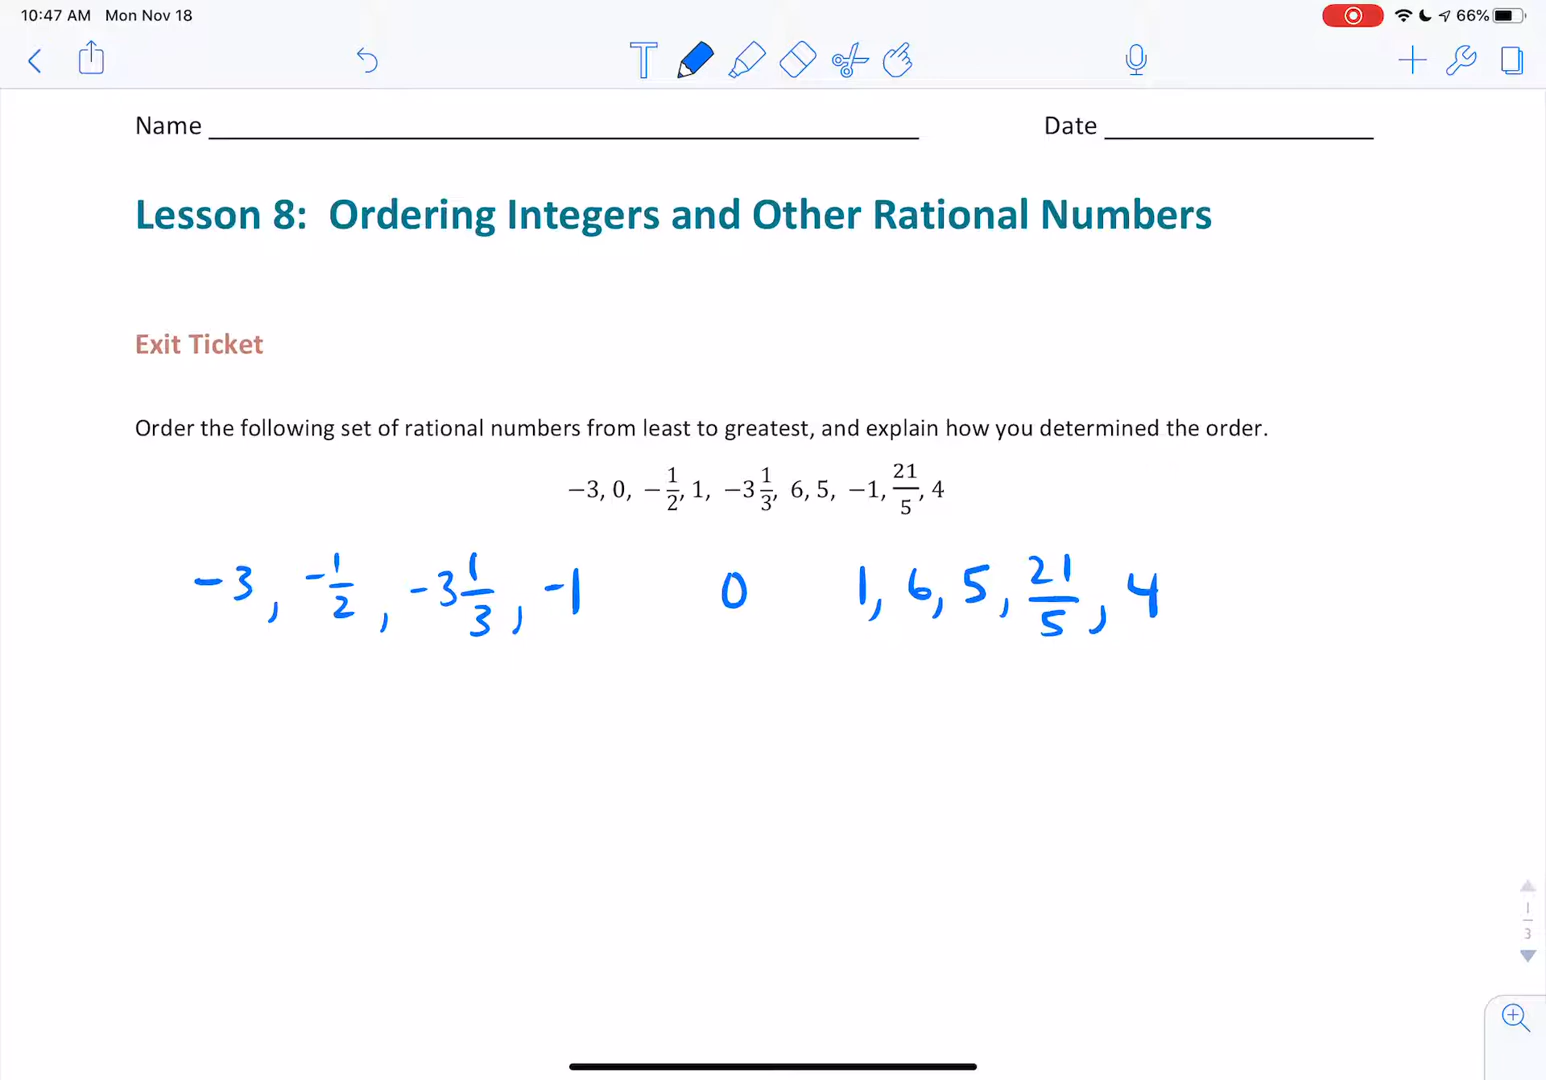 10:47 AM Mon Nov 18 66%
T
Name Date
Lesson 8: Ordering Integers and Other Rational Numbers
Exit Ticket
Order the following set of rational numbers from least to greatest, and explain how you determined the order.
−3, 0, −1/2, 1, −3 1/3, 6, 5, −1, 21/5, 4
-3, -1/2, -3 1/3, -1 0 1, 6, 5, 21/5, 4
1
3